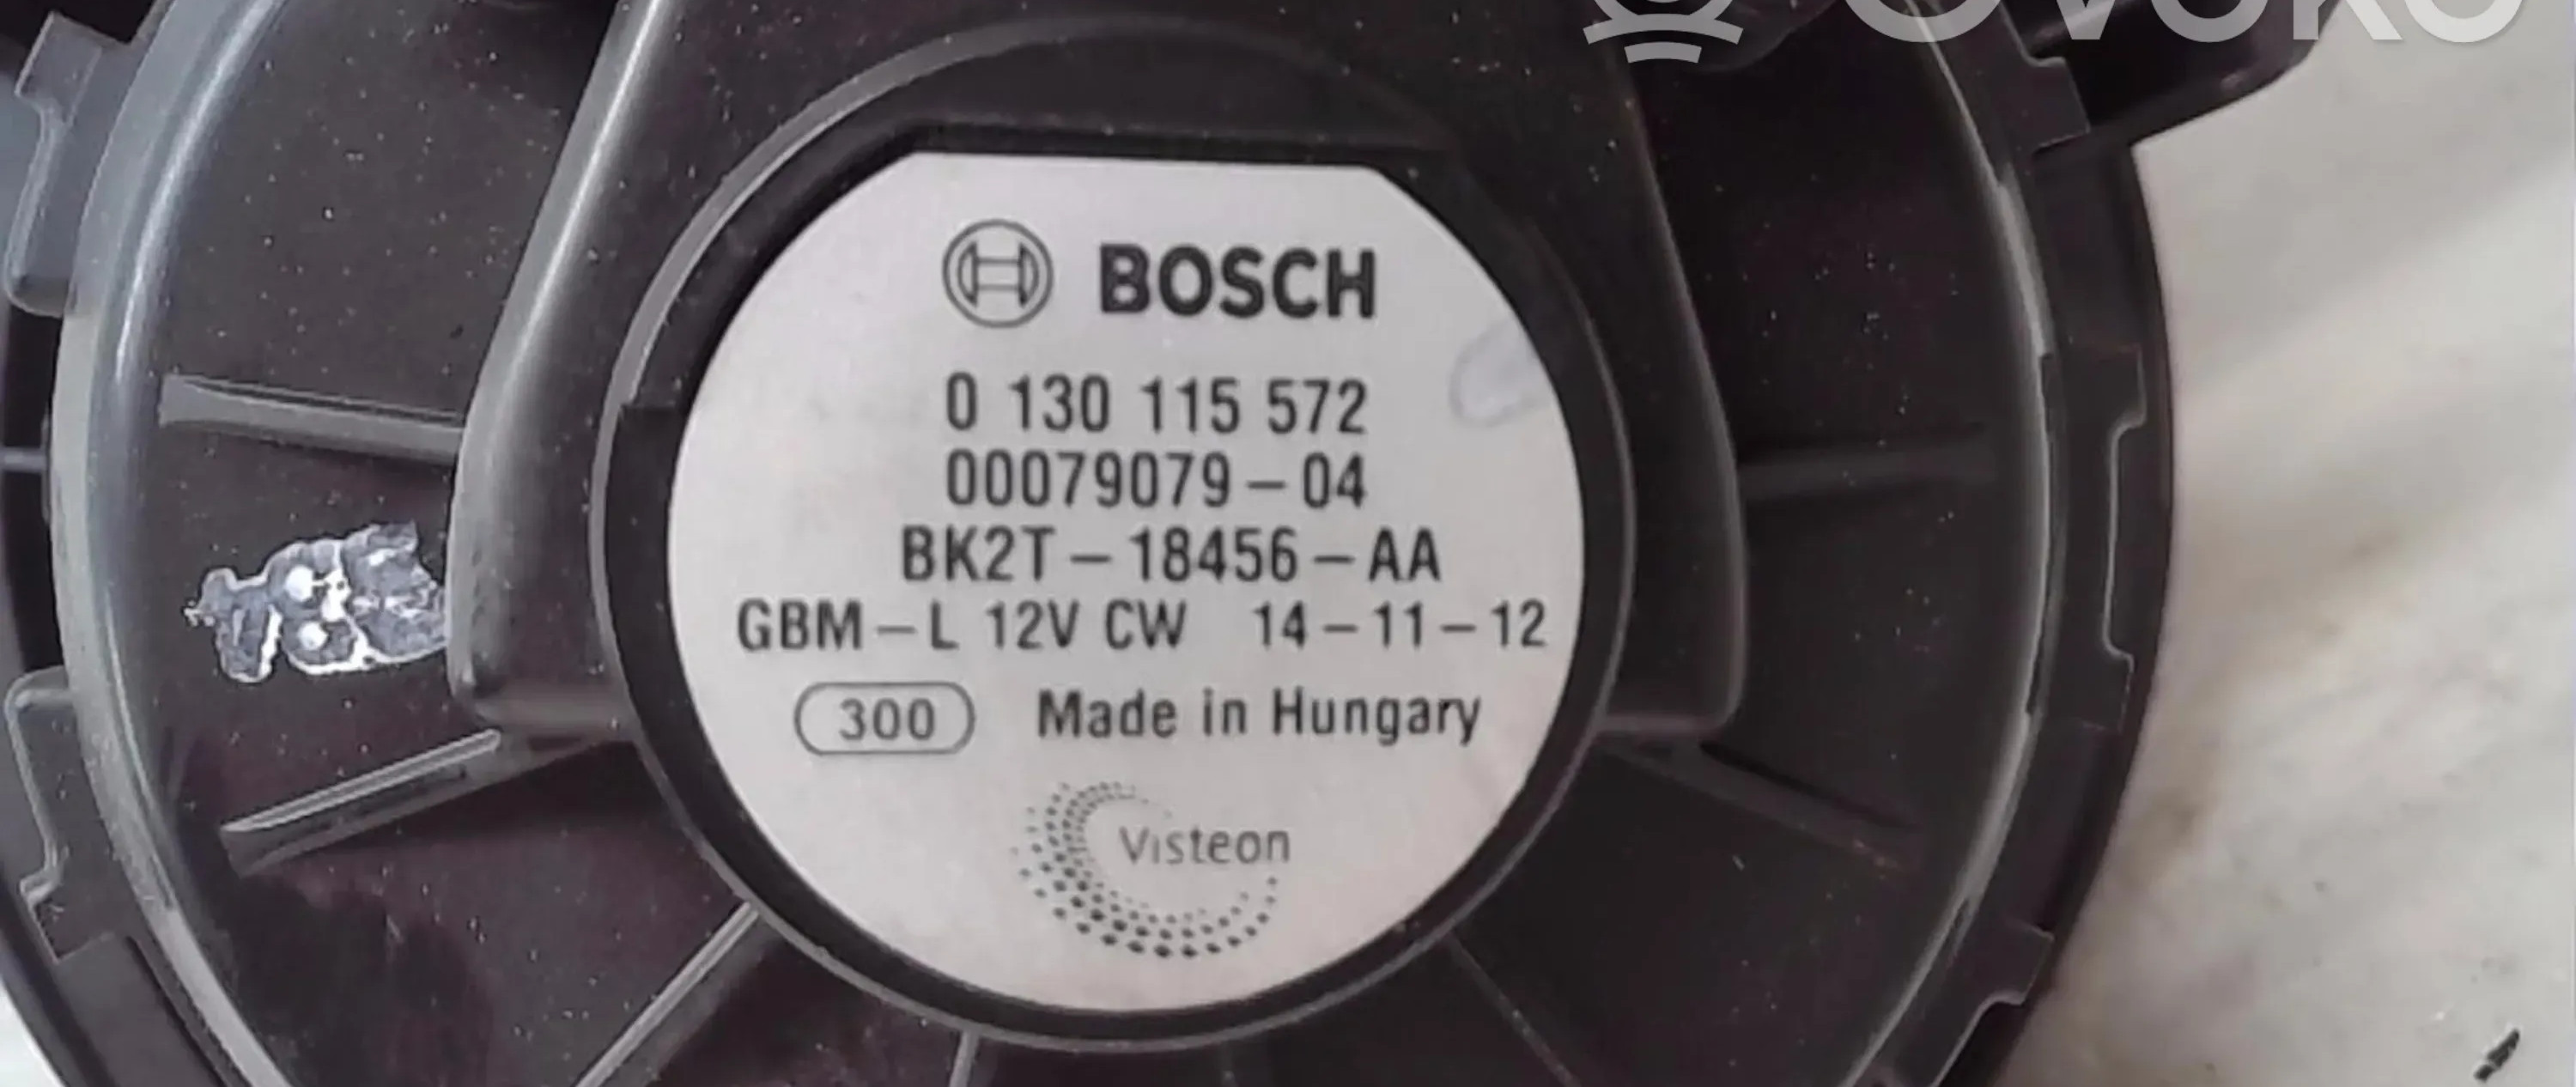 OVOKO
BOSCH
0 130 115 572
00079079-04
BK2T-18456-AA
GBM-L 12V CW 14-11-12
300 Made in Hungary
Visteon